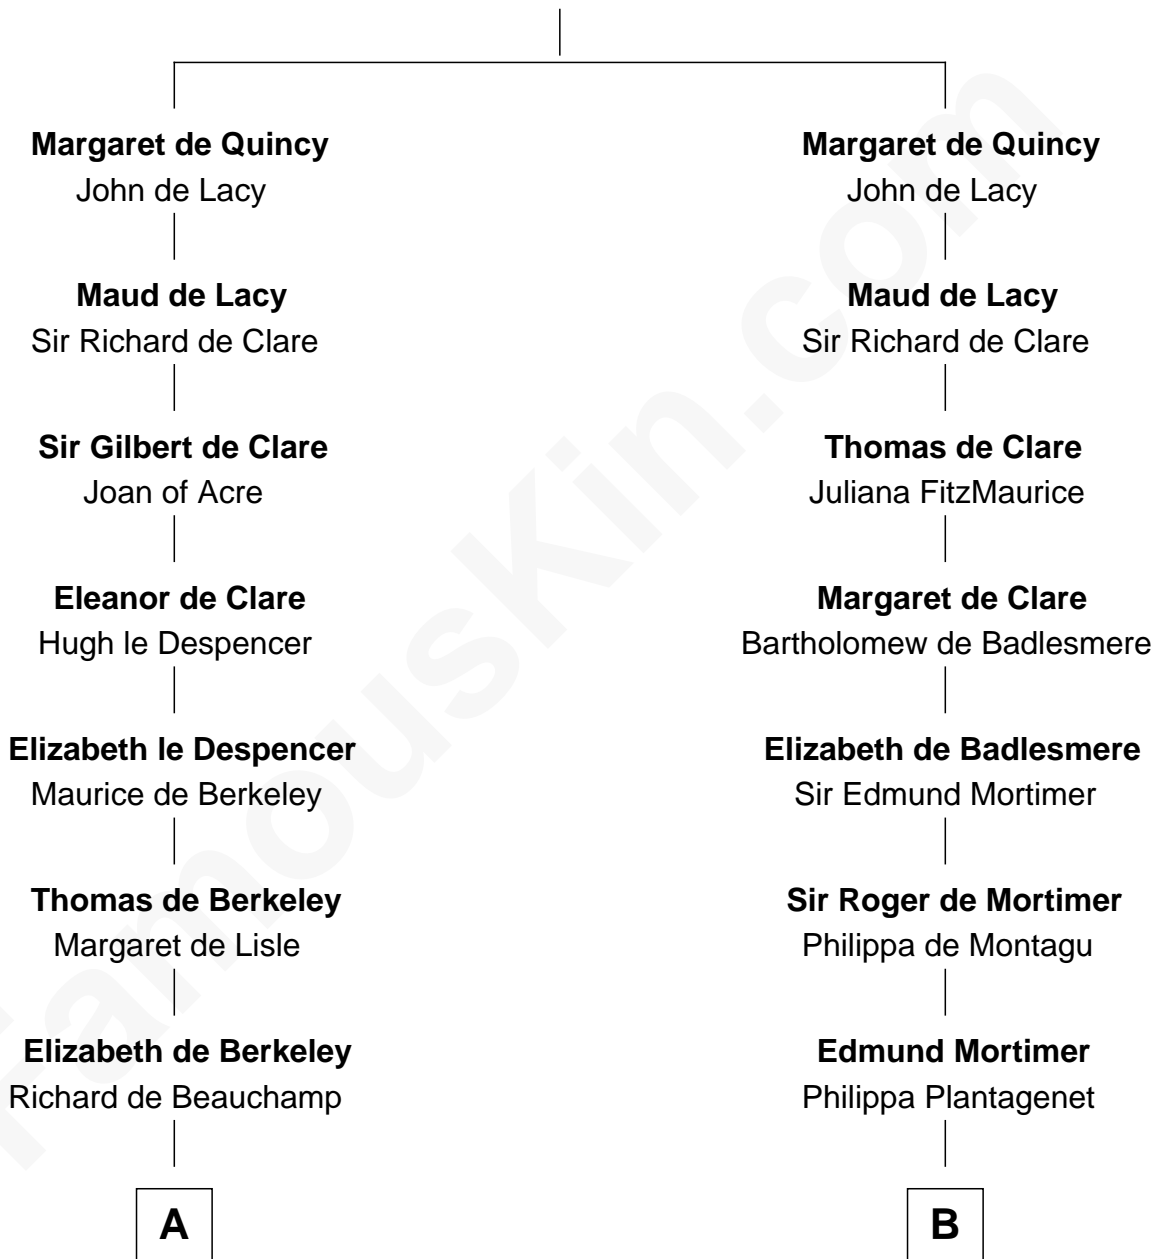 Margaret de Quincy
John de Lacy
Maud de Lacy
Sir Richard de Clare
Sir Gilbert de Clare
Joan of Acre
Eleanor de Clare
Hugh le Despencer
Elizabeth le Despencer
Maurice de Berkeley
Thomas de Berkeley
Margaret de Lisle
Elizabeth de Berkeley
Richard de Beauchamp
A
Margaret de Quincy
John de Lacy
Maud de Lacy
Sir Richard de Clare
Thomas de Clare
Juliana FitzMaurice
Margaret de Clare
Bartholomew de Badlesmere
Elizabeth de Badlesmere
Sir Edmund Mortimer
Sir Roger de Mortimer
Philippa de Montagu
Edmund Mortimer
Philippa Plantagenet
B
FamousKin.com